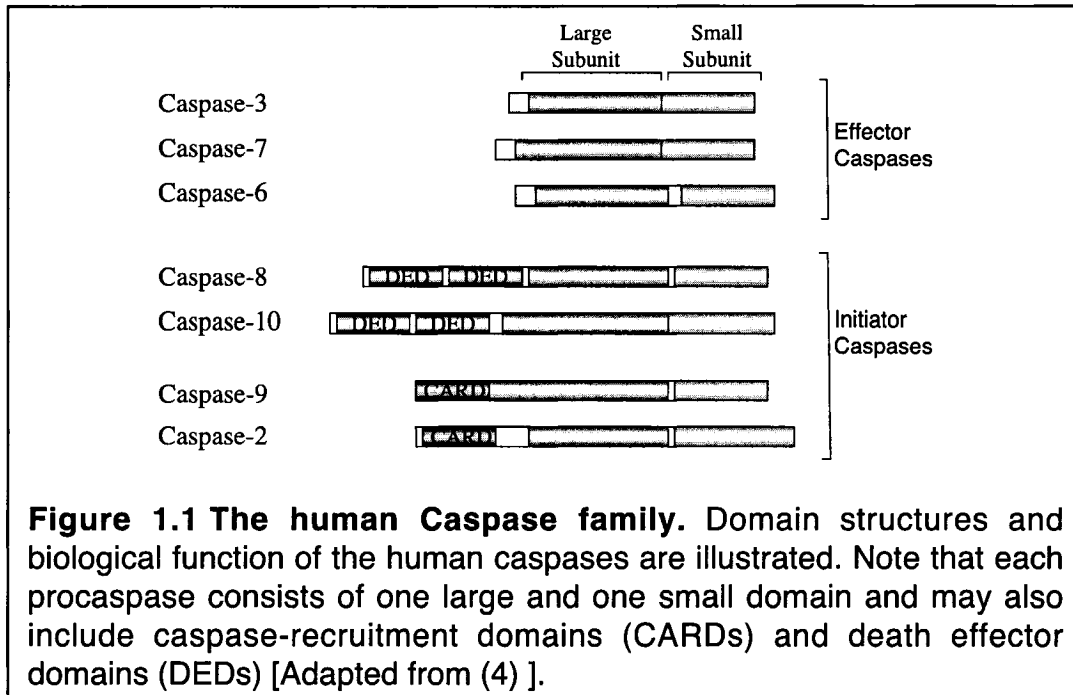 Large Subunit
Small Subunit
Caspase-3
Caspase-7
Caspase-6
Effector Caspases
Caspase-8
DED DED
Caspase-10
DED DED
Initiator Caspases
Caspase-9
CARD
Caspase-2
CARD
Figure 1.1 The human Caspase family. Domain structures and
biological function of the human caspases are illustrated. Note that each
procaspase consists of one large and one small domain and may also
include caspase-recruitment domains (CARDs) and death effector
domains (DEDs) [Adapted from (4) ].